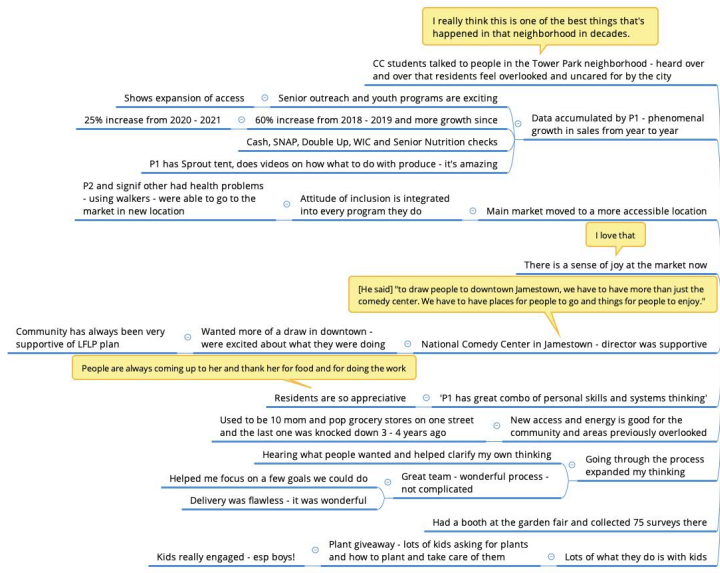 I really think this is one of the best things that's
happened in that neighborhood in decades.
CC students talked to people in the Tower Park neighborhood - heard over
and over that residents feel overlooked and uncared for by the city
Shows expansion of access
Senior outreach and youth programs are exciting
25% increase from 2020 - 2021
60% increase from 2018 - 2019 and more growth since
Cash, SNAP, Double Up, WIC and Senior Nutrition checks
P1 has Sprout tent, does videos on how what to do with produce - it's amazing
Data accumulated by P1 - phenomenal
growth in sales from year to year
P2 and signif other had health problems
- using walkers - were able to go to the
market in new location
Attitude of inclusion is integrated
into every program they do
Main market moved to a more accessible location
I love that
There is a sense of joy at the market now
[He said] "to draw people to downtown Jamestown, we have to have more than just the
comedy center. We have to have places for people to go and things for people to enjoy."
Community has always been very
supportive of LFLP plan
Wanted more of a draw in downtown -
were excited about what they were doing
National Comedy Center in Jamestown - director was supportive
People are always coming up to her and thank her for food and for doing the work
Residents are so appreciative
'P1 has great combo of personal skills and systems thinking'
Used to be 10 mom and pop grocery stores on one street
and the last one was knocked down 3 - 4 years ago
New access and energy is good for the
community and areas previously overlooked
Hearing what people wanted and helped clarify my own thinking
Helped me focus on a few goals we could do
Delivery was flawless - it was wonderful
Great team - wonderful process -
not complicated
Going through the process
expanded my thinking
Had a booth at the garden fair and collected 75 surveys there
Kids really engaged - esp boys!
Plant giveaway - lots of kids asking for plants
and how to plant and take care of them
Lots of what they do is with kids